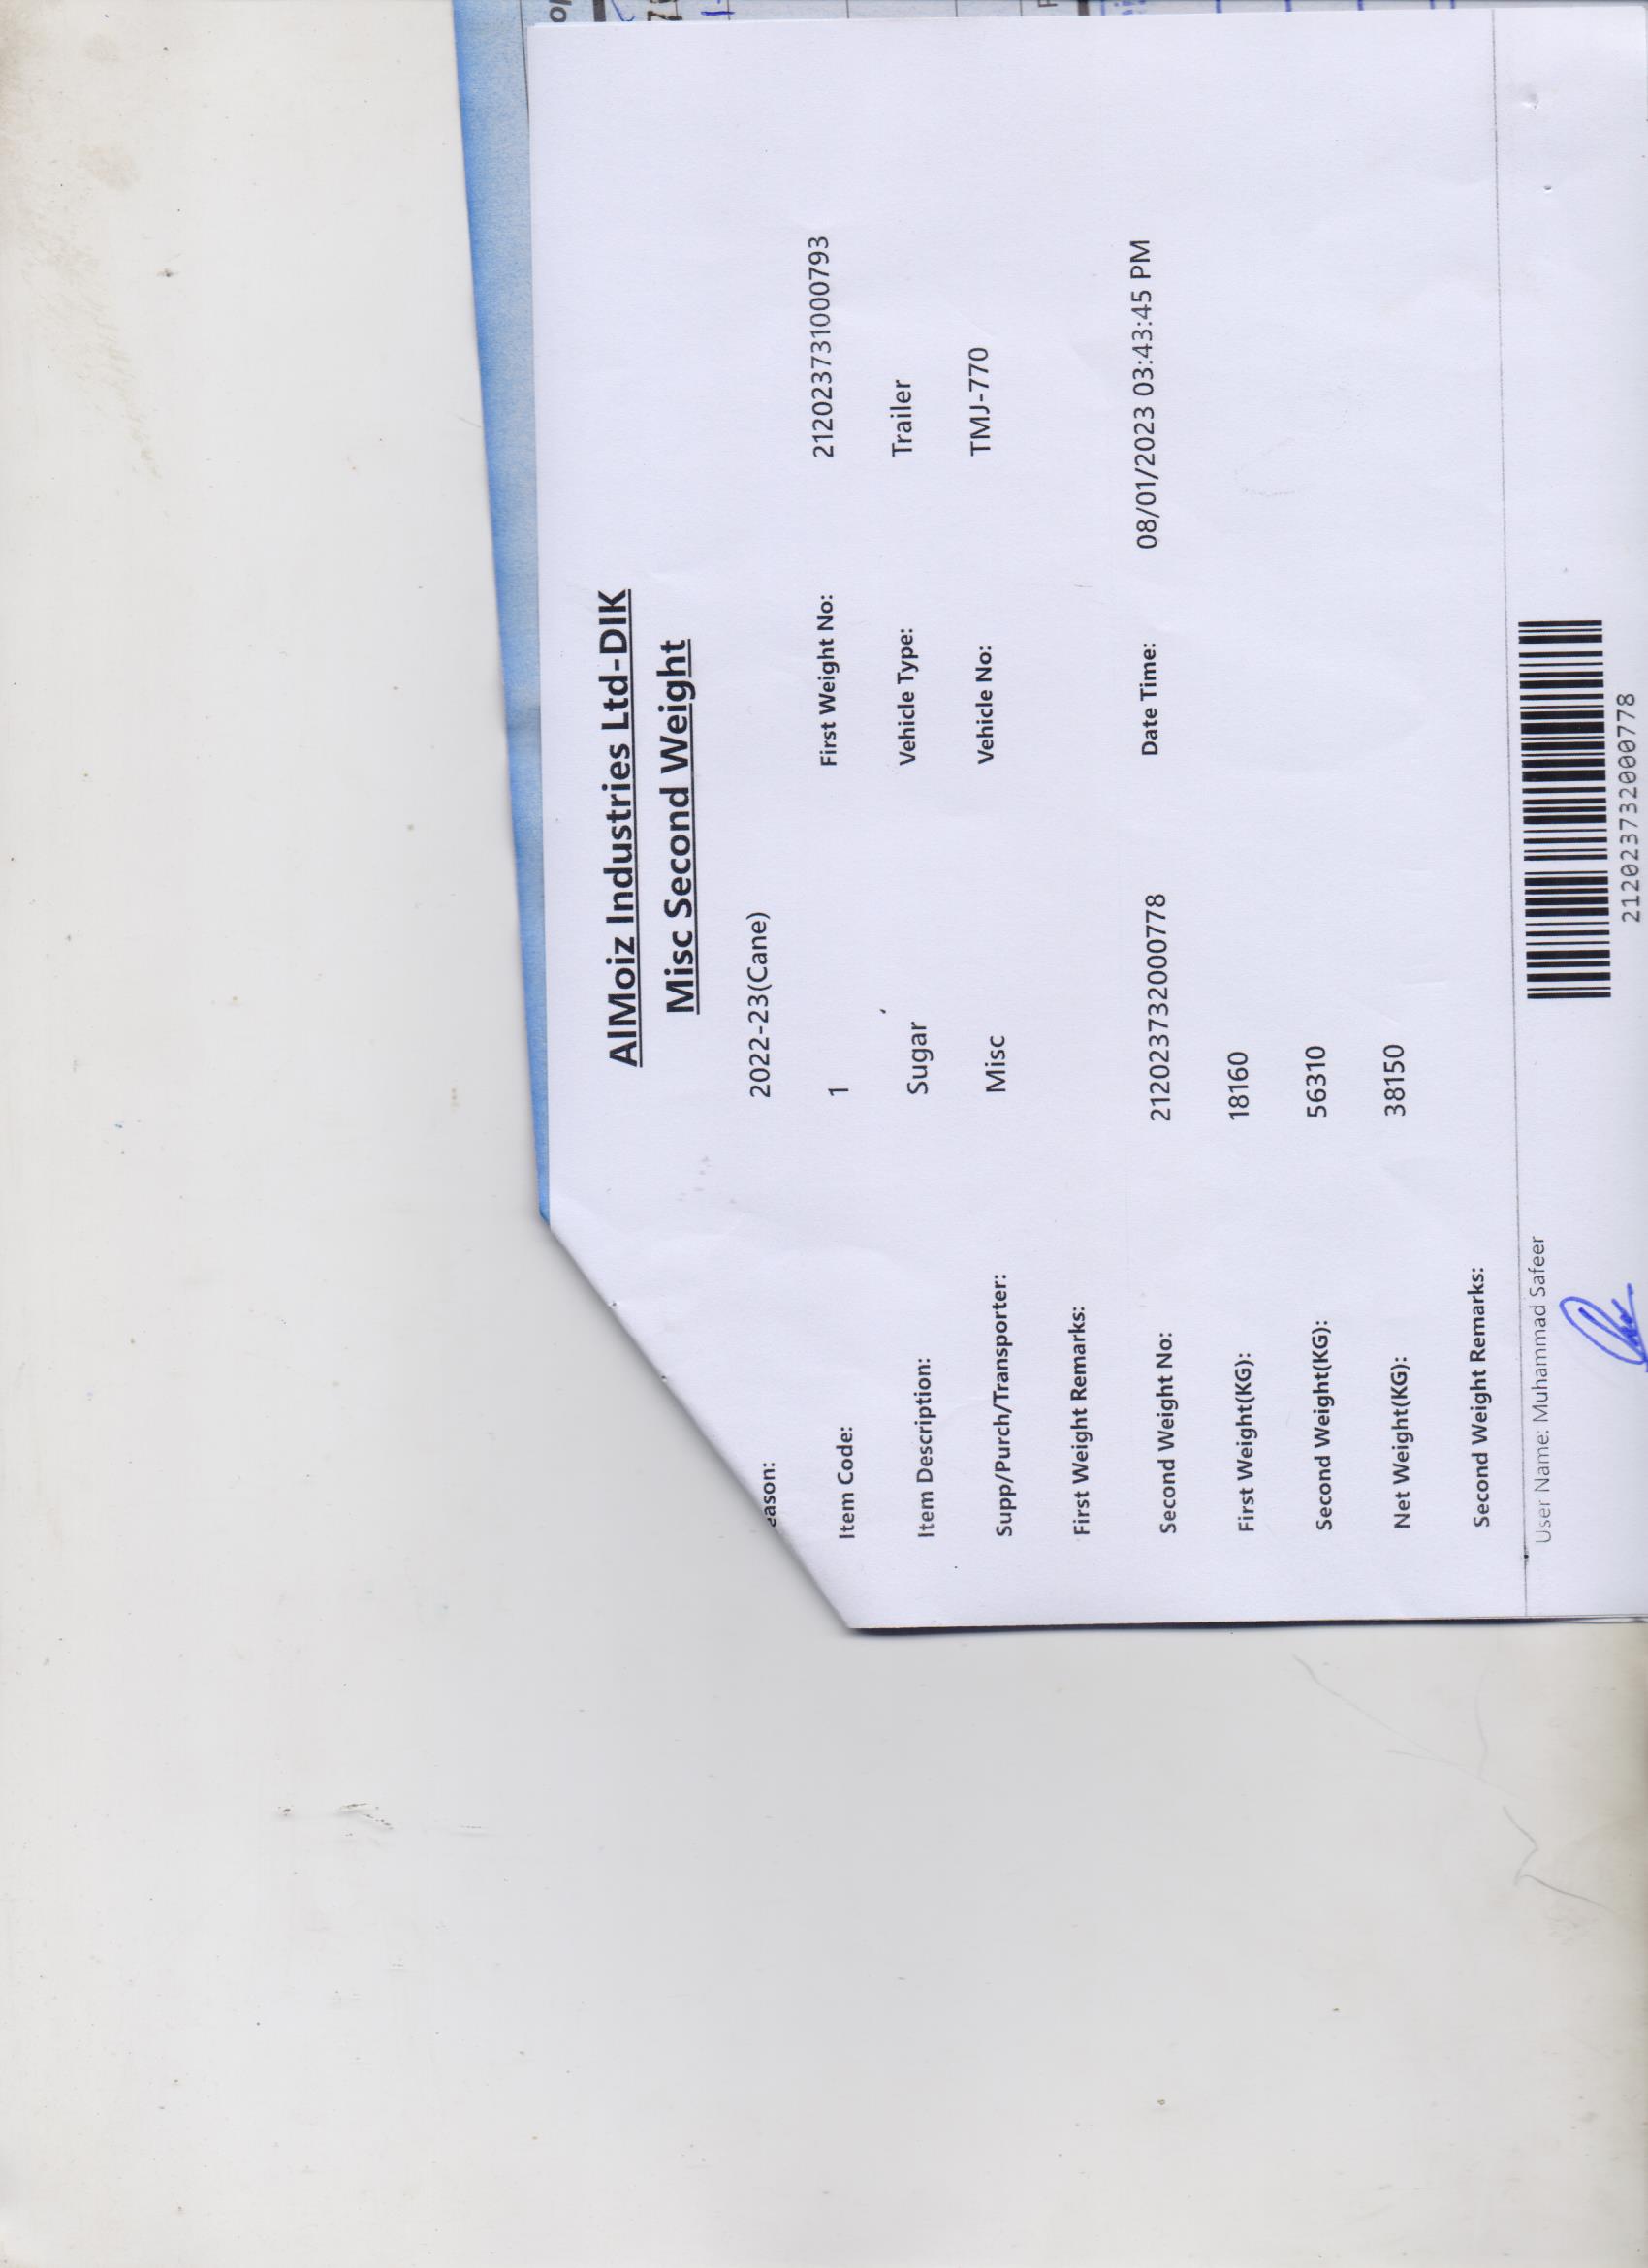 AlMoiz Industries Ltd-DIK
Misc Second Weight
eason: 2022-23(Cane)
Item Code: 1 First Weight No: 2120237310000793
Item Description: Sugar Vehicle Type: Trailer
Supp/Purch/Transporter: Misc Vehicle No: TMJ-770
First Weight Remarks:
Second Weight No: 2120237320000778 Date Time: 08/01/2023 03:43:45 PM
First Weight(KG): 18160
Second Weight(KG): 56310
Net Weight(KG): 38150
Second Weight Remarks:
User Name: Muhammad Safeer
2120237320000778